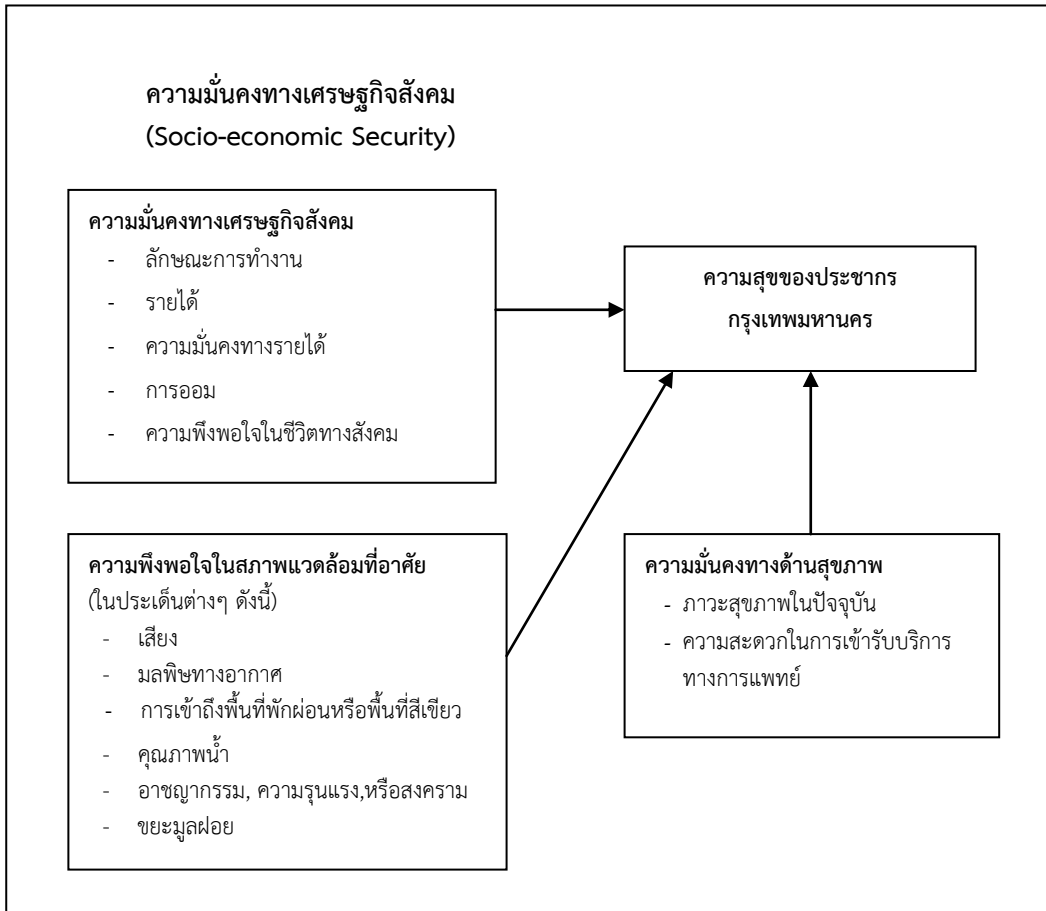 ความมั่นคงทางเศรษฐกิจสังคม
(Socio-economic Security)
ความมั่นคงทางเศรษฐกิจสังคม
- ลักษณะการทำงาน
- รายได้
- ความมั่นคงทางรายได้
- การออม
- ความพึงพอใจในชีวิตทางสังคม
ความสุขของประชากร
กรุงเทพมหานคร
ความพึงพอใจในสภาพแวดล้อมที่อาศัย
(ในประเด็นต่างๆ ดังนี้)
- เสียง
- มลพิษทางอากาศ
- การเข้าถึงพื้นที่พักผ่อนหรือพื้นที่สีเขียว
- คุณภาพน้ำ
- อาชญากรรม, ความรุนแรง,หรือสงคราม
- ขยะมูลฝอย
ความมั่นคงทางด้านสุขภาพ
- ภาวะสุขภาพในปัจจุบัน
- ความสะดวกในการเข้ารับบริการ
ทางการแพทย์